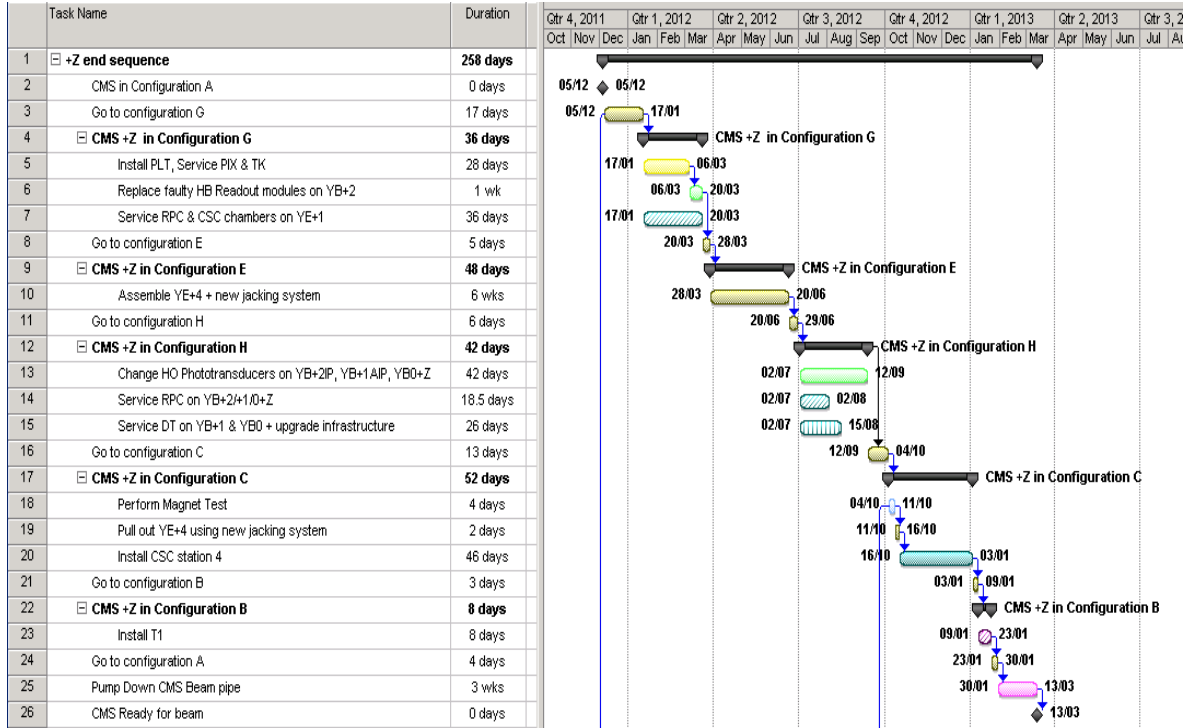 Task Name Duration Qtr 4, 2011 Qtr 1, 2012 Qtr 2, 2012 Qtr 3, 2012 Qtr 4, 2012 Qtr 1, 2013 Qtr 2, 2013 Qtr 3, 2
Oct Nov Dec Jan Feb Mar Apr May Jun Jul Aug Sep Oct Nov Dec Jan Feb Mar Apr May Jun Jul Au
1 +Z end sequence 258 days
2 CMS in Configuration A 0 days 05/12 05/12
3 Go to configuration G 17 days 05/12 17/01
4 CMS +Z in Configuration G 36 days CMS +Z in Configuration G
5 Install PLT, Service PIX & TK 28 days 17/01 06/03
6 Replace faulty HB Readout modules on YB+2 1 wk 06/03 20/03
7 Service RPC & CSC chambers on YE+1 36 days 17/01 20/03
8 Go to configuration E 5 days 20/03 28/03
9 CMS +Z in Configuration E 48 days CMS +Z in Configuration E
10 Assemble YE+4 + new jacking system 6 wks 28/03 20/06
11 Go to configuration H 6 days 20/06 29/06
12 CMS +Z in Configuration H 42 days CMS +Z in Configuration H
13 Change HO Phototransducers on YB+2IP, YB+1AIP, YB0+Z 42 days 02/07 12/09
14 Service RPC on YB+2/+1/0+Z 18.5 days 02/07 02/08
15 Service DT on YB+1 & YB0 + upgrade infrastructure 26 days 02/07 15/08
16 Go to configuration C 13 days 12/09 04/10
17 CMS +Z in Configuration C 52 days CMS +Z in Configuration C
18 Perform Magnet Test 4 days 04/10 11/10
19 Pull out YE+4 using new jacking system 2 days 11/10 16/10
20 Install CSC station 4 46 days 16/10 03/01
21 Go to configuration B 3 days 03/01 09/01
22 CMS +Z in Configuration B 8 days CMS +Z in Configuration B
23 Install T1 8 days 09/01 23/01
24 Go to configuration A 4 days 23/01 30/01
25 Pump Down CMS Beam pipe 3 wks 30/01 13/03
26 CMS Ready for beam 0 days 13/03